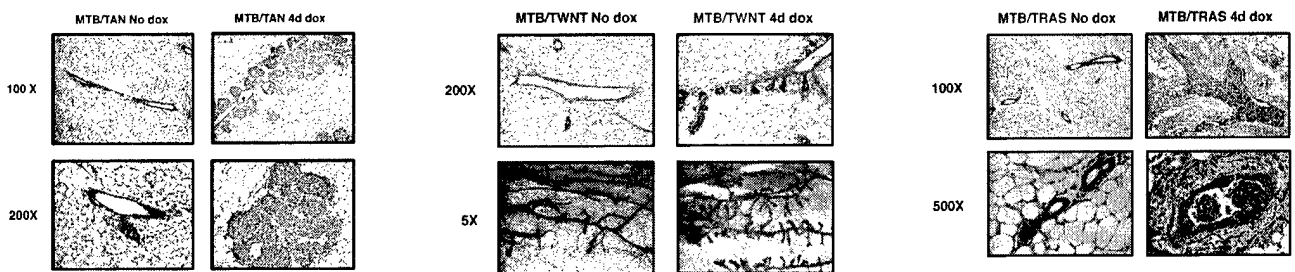 MTB/TAN No dox MTB/TAN 4d dox
100 X
200X
MTB/TWNT No dox MTB/TWNT 4d dox
200X
5X
MTB/TRAS No dox MTB/TRAS 4d dox
100X
500X